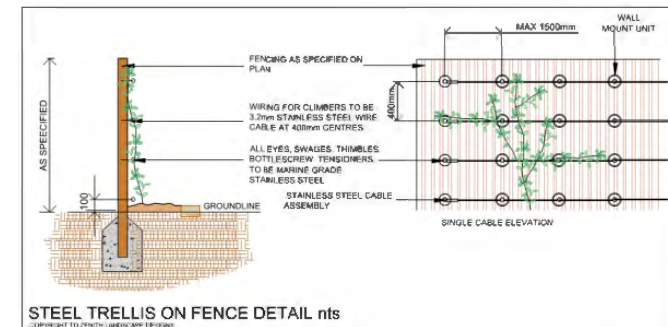 MAX 1500mm
WALL
MOUNT UNIT
FENCING AS SPECIFIED ON
PLAN
400mm
AS SPEECIFIED
WIRING FOR CLIMBERS TO BE
3.2mm STAINLESS STEEL WIRE
CABLE AT 400mm CENTRES
ALL EYES, SWAGES, THIMBLES,
BOTTLESCREW TENSIONERS
TO BE MARINE GRADE
STAINLESS STEEL
100
GROUNDLINE
STAINLESS STEEL CABLE
ASSEMBLY
SINGLE CABLE ELEVATION
STEEL TRELLIS ON FENCE DETAIL nts
COPYRIGHT TO ZENITH LANDSCAPE DESIGNS